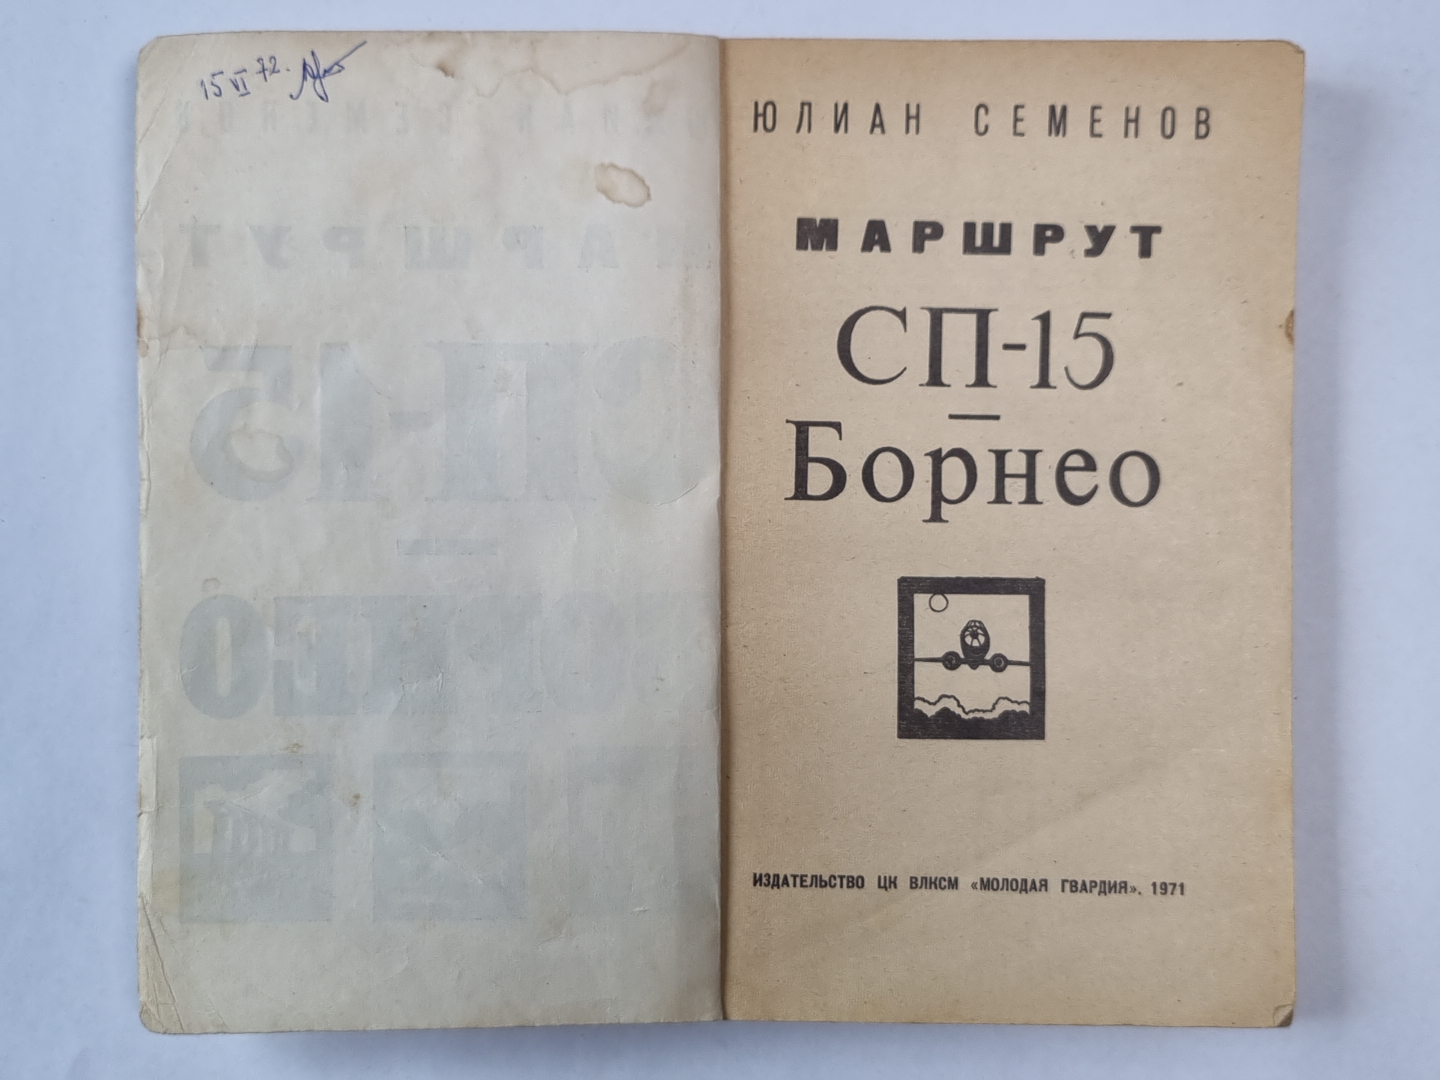 15 VI 72.
ЮЛИАН СЕМЕНОВ
МАРШРУТ
СП-15
—
Борнео
ИЗДАТЕЛЬСТВО ЦК ВЛКСМ «МОЛОДАЯ ГВАРДИЯ». 1971